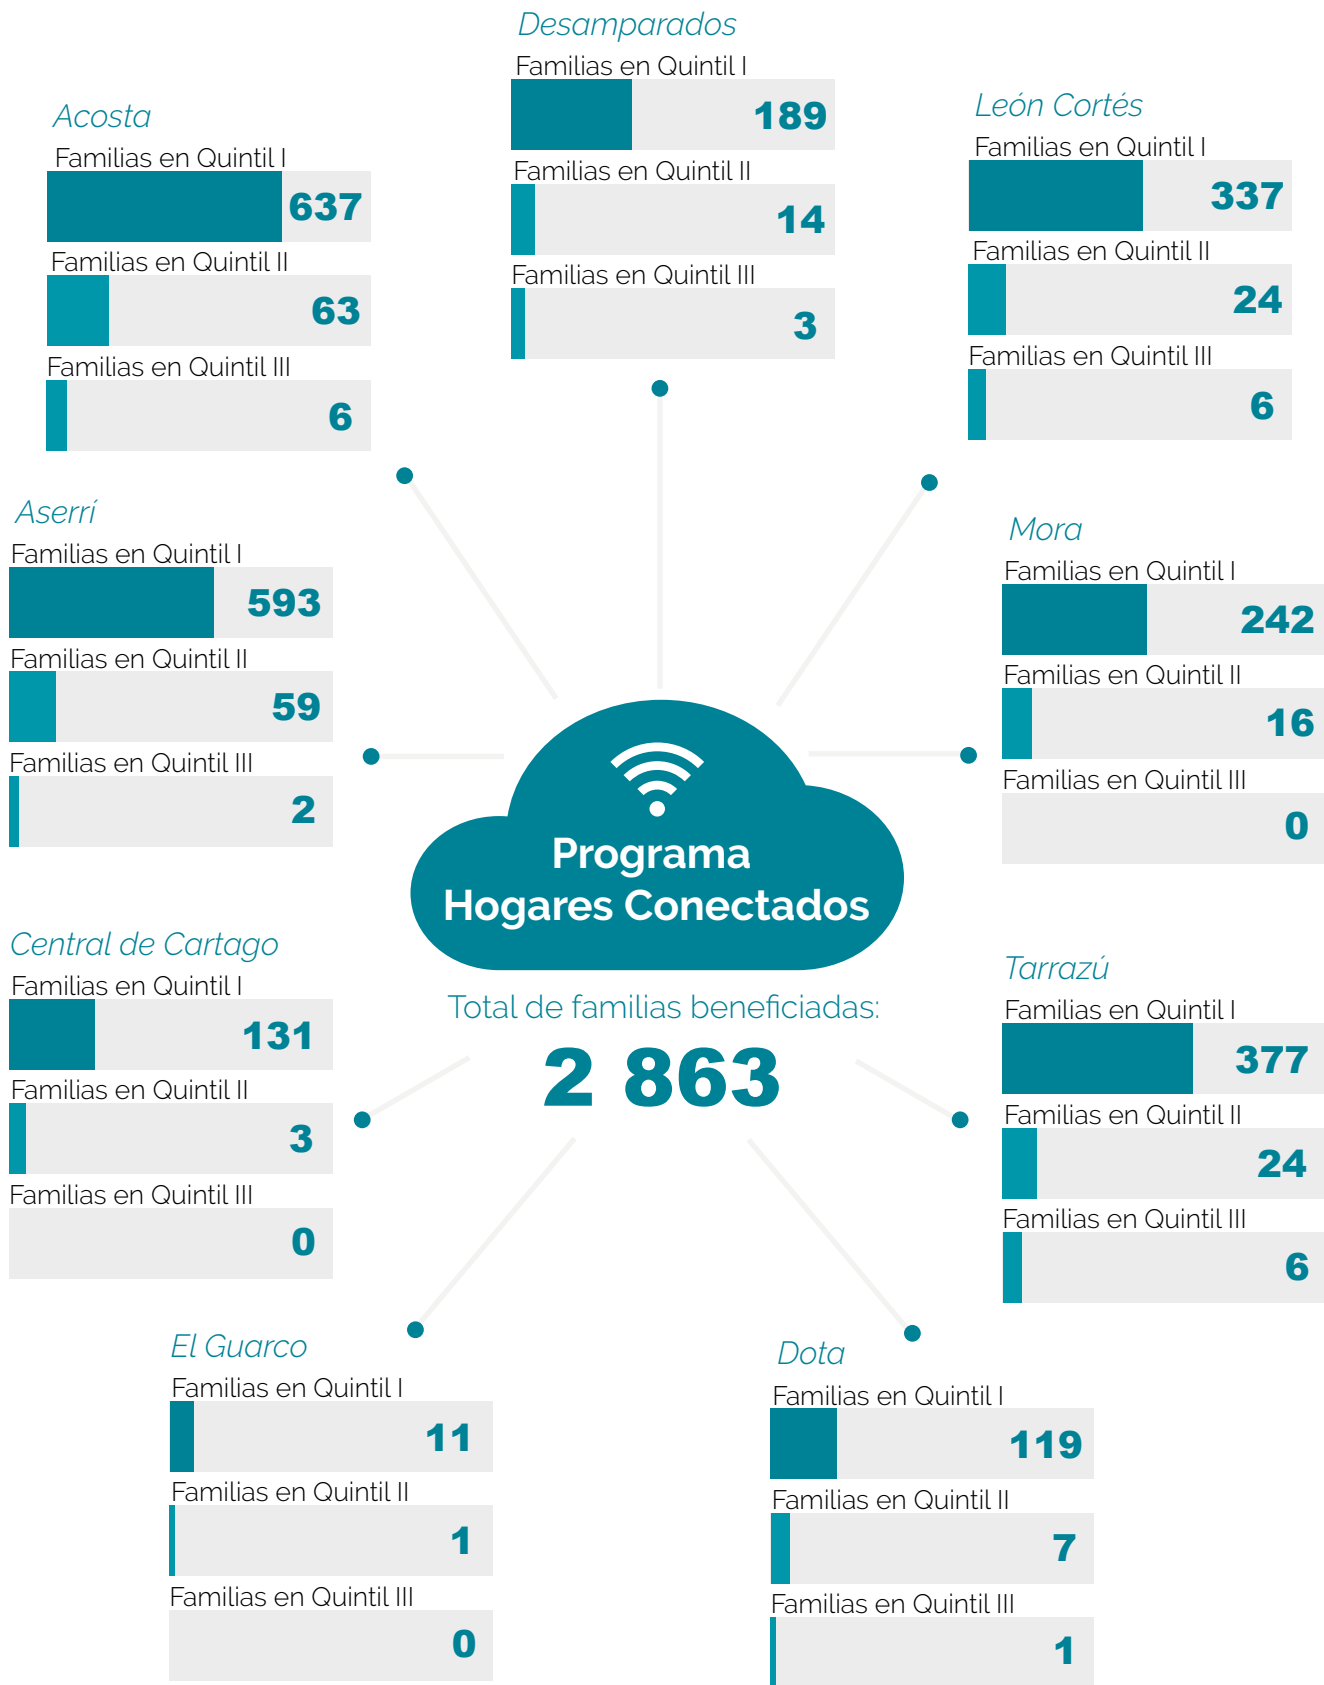 Desamparados
Familias en Quintil I
189
Familias en Quintil II
14
Familias en Quintil III
3
Acosta
Familias en Quintil I
637
Familias en Quintil II
63
Familias en Quintil III
6
León Cortés
Familias en Quintil I
337
Familias en Quintil II
24
Familias en Quintil III
6
Aserrí
Familias en Quintil I
593
Familias en Quintil II
59
Familias en Quintil III
2
Mora
Familias en Quintil I
242
Familias en Quintil II
16
Familias en Quintil III
0
Programa
Hogares Conectados
Total de familias beneficiadas:
2 863
Central de Cartago
Familias en Quintil I
131
Familias en Quintil II
3
Familias en Quintil III
0
Tarrazú
Familias en Quintil I
377
Familias en Quintil II
24
Familias en Quintil III
6
El Guarco
Familias en Quintil I
11
Familias en Quintil II
1
Familias en Quintil III
0
Dota
Familias en Quintil I
119
Familias en Quintil II
7
Familias en Quintil III
1